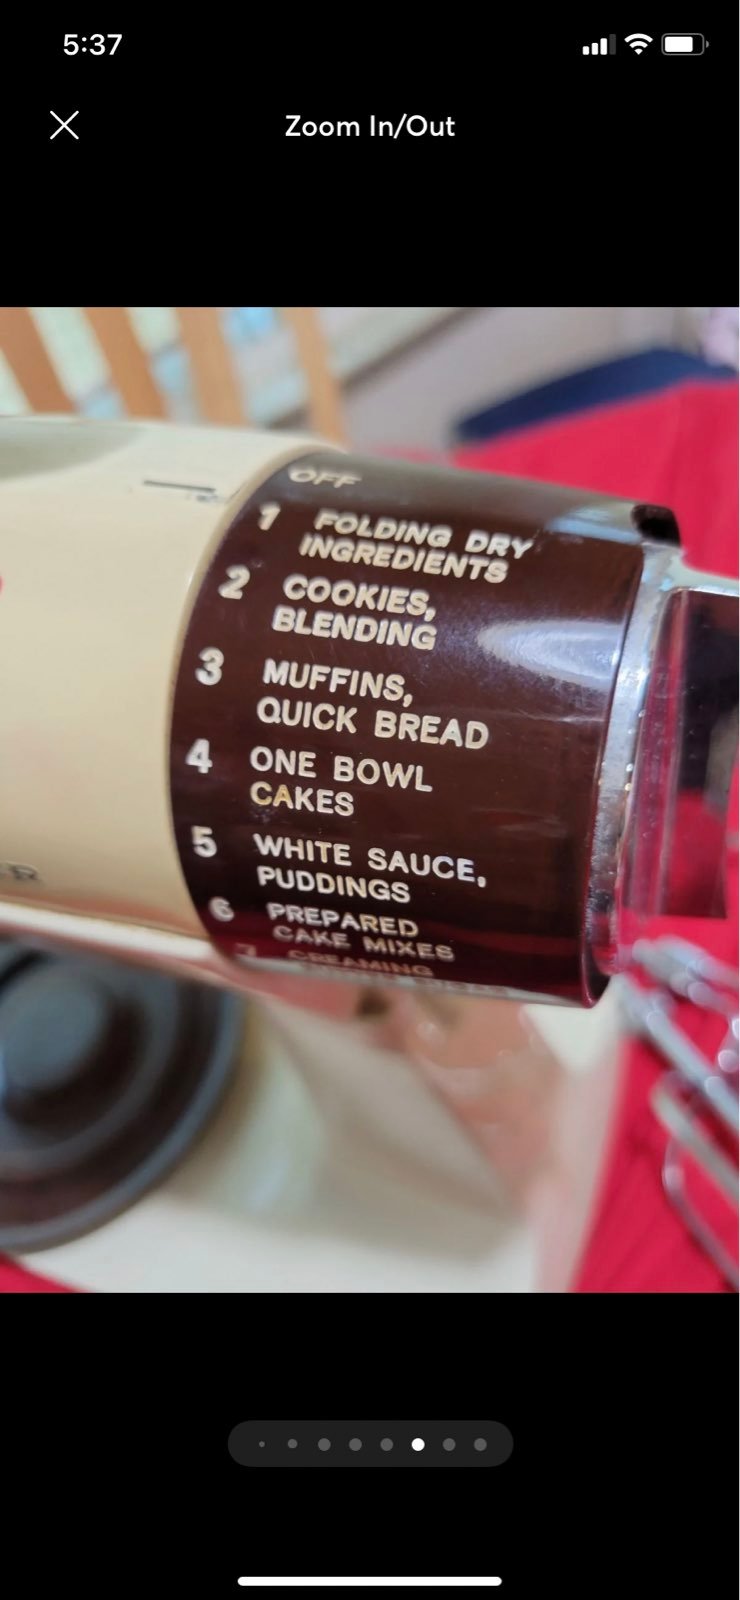 5:37
Zoom In/Out
OFF
1 FOLDING DRY
INGREDIENTS
2 COOKIES,
BLENDING
3 MUFFINS,
QUICK BREAD
4 ONE BOWL
CAKES
5 WHITE SAUCE,
PUDDINGS
6 PREPARED
CAKE MIXES
7 CREAMING